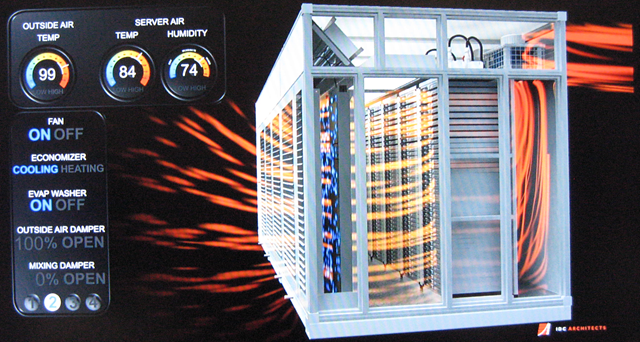 OUTSIDE AIR
TEMP
SERVER AIR
TEMP HUMIDITY
99
84
74
LOW HIGH
LOW HIGH
LOW HIGH
FAN
ON OFF
ECONOMIZER
COOLING HEATING
EVAP WASHER
ON OFF
OUTSIDE AIR DAMPER
100% OPEN
MIXING DAMPER
0% OPEN
1 2 3 4
IDC ARCHITECTS